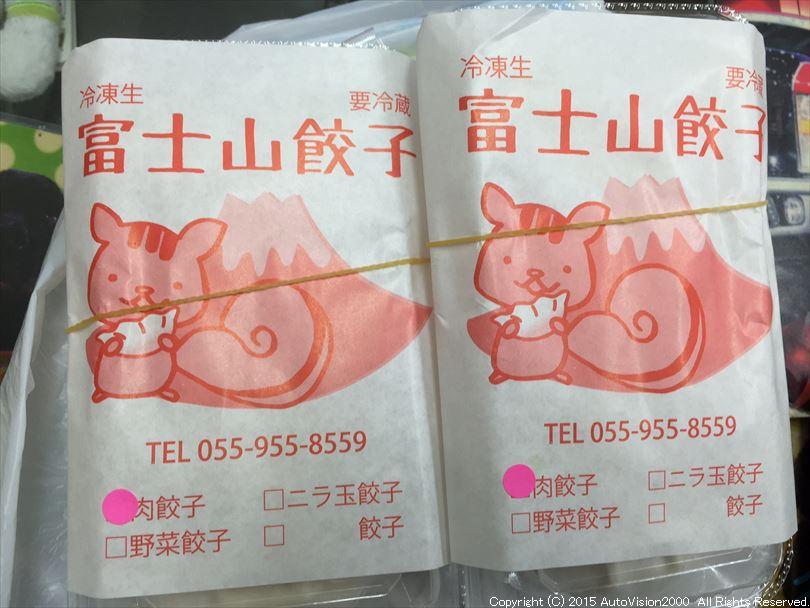 冷凍生
要冷蔵
富士山餃子
TEL 055-955-8559
肉餃子 □ニラ玉餃子
□野菜餃子 □ 餃子
冷凍生
要冷蔵
富士山餃子
TEL 055-955-8559
肉餃子 □ニラ玉餃子
□野菜餃子 □ 餃子
Copyright (C) 2015 AutoVision2000 All Rights Reserved